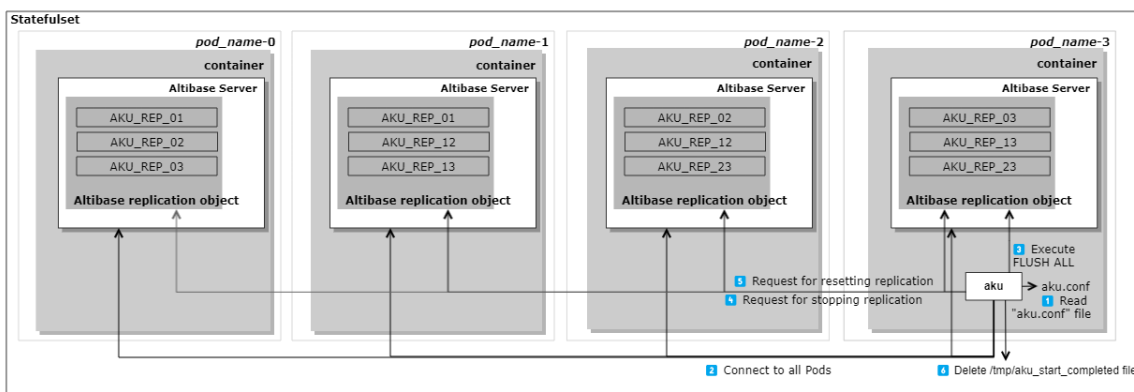 Statefulset
pod_name-0
container
Altibase Server
AKU_REP_01
AKU_REP_02
AKU_REP_03
Altibase replication object
pod_name-1
container
Altibase Server
AKU_REP_01
AKU_REP_12
AKU_REP_13
Altibase replication object
pod_name-2
container
Altibase Server
AKU_REP_02
AKU_REP_12
AKU_REP_23
Altibase replication object
pod_name-3
container
Altibase Server
AKU_REP_03
AKU_REP_13
AKU_REP_23
Altibase replication object
3 Execute
FLUSH ALL
5 Request for resetting replication
4 Request for stopping replication
aku
aku.conf
1 Read
"aku.conf" file
2 Connect to all Pods
6 Delete /tmp/aku_start_completed file